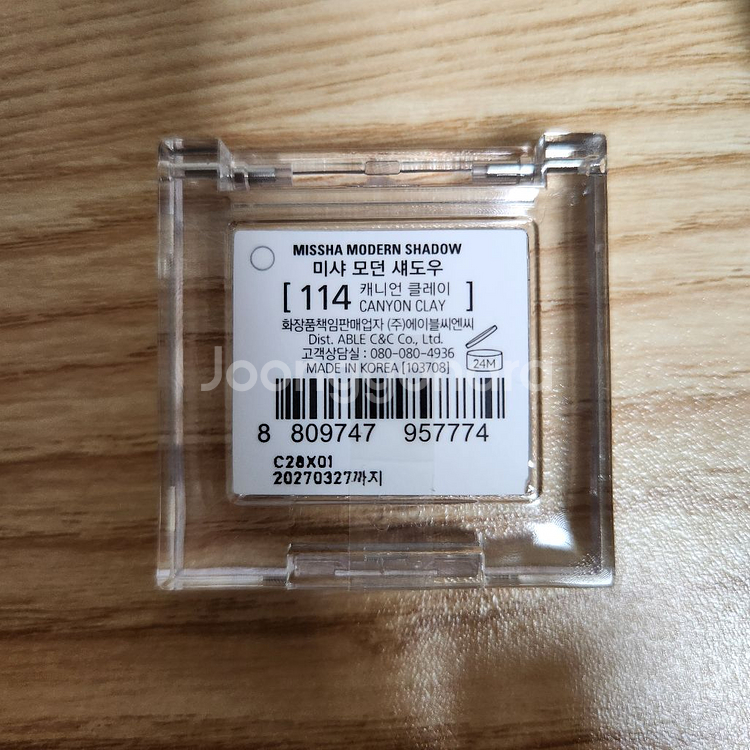 MISSHA MODERN SHADOW
미샤 모던 섀도우
[ 114 캐니언 클레이 ]
CANYON CLAY
화장품책임판매업자 (주)에이블씨엔씨
Dist. ABLE C&C Co., Ltd.
고객상담실 : 080-080-4936
MADE IN KOREA [103708]
24M
Joonggonara
8 809747 957774
C28X01
20270327까지